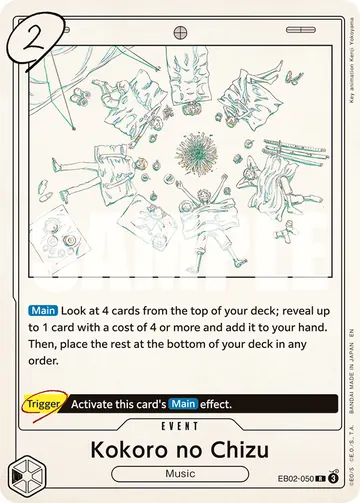 2
Key animation Kenji Yokoyama
SAMPLE
Main Look at 4 cards from the top of your deck; reveal
up to 1 card with a cost of 4 or more and add it to your hand.
Then, place the rest at the bottom of your deck in any
order.
Trigger Activate this card's Main effect.
EVENT
Kokoro no Chizu
Music
EB02-050 R 3
©E.O./S. ©E.O./S., T.A. BANDAI MADE IN JAPAN EN